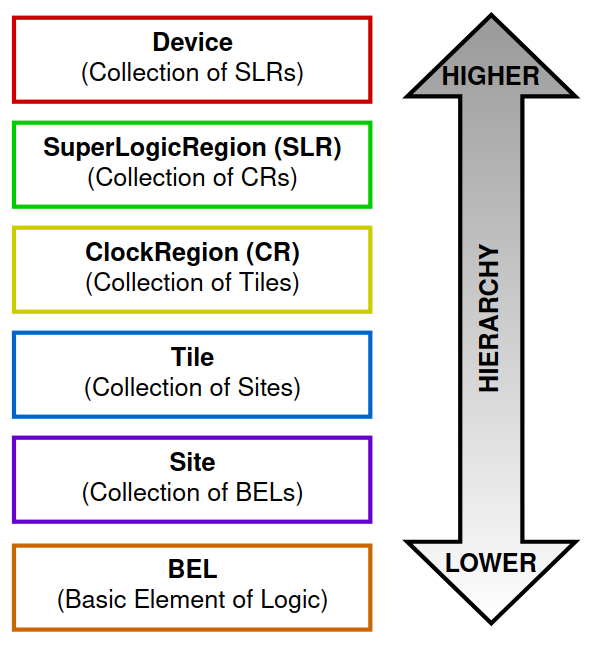 Device
(Collection of SLRs)
SuperLogicRegion (SLR)
(Collection of CRs)
ClockRegion (CR)
(Collection of Tiles)
Tile
(Collection of Sites)
Site
(Collection of BELs)
BEL
(Basic Element of Logic)
HIGHER
HIERARCHY
LOWER